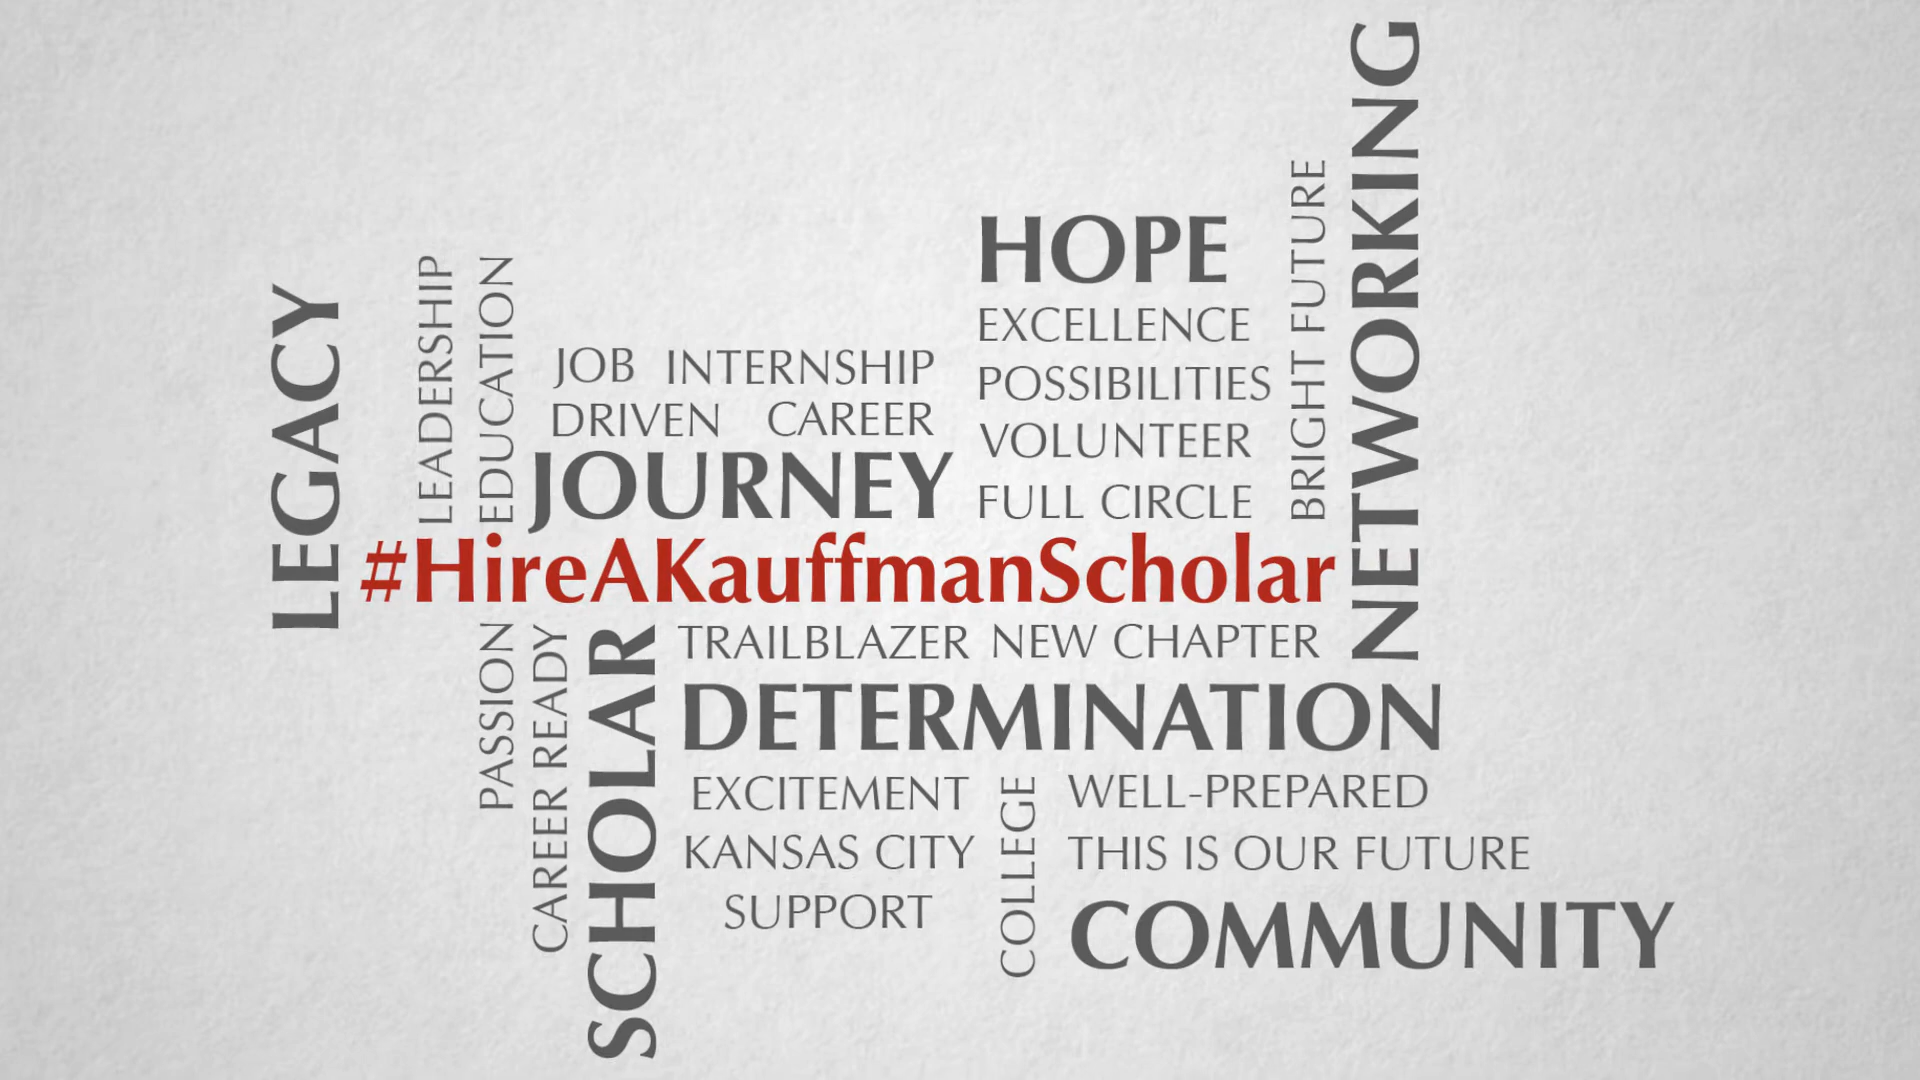 LEGACY
LEADERSHIP
EDUCATION
JOB INTERNSHIP
DRIVEN CAREER
JOURNEY
HOPE
EXCELLENCE
POSSIBILITIES
VOLUNTEER
FULL CIRCLE
BRIGHT FUTURE
NETWORKING
#HireAKauffmanScholar
PASSION
CAREER READY
SCHOLAR
TRAILBLAZER NEW CHAPTER
DETERMINATION
EXCITEMENT
KANSAS CITY
SUPPORT
COLLEGE
WELL-PREPARED
THIS IS OUR FUTURE
COMMUNITY